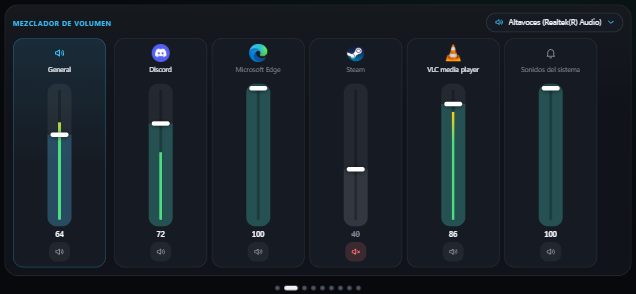 MEZCLADOR DE VOLUMEN
Altavoces (Realtek(R) Audio)
General
Discord
Microsoft Edge
Steam
VLC media player
Sonidos del sistema
64
72
100
40
86
100